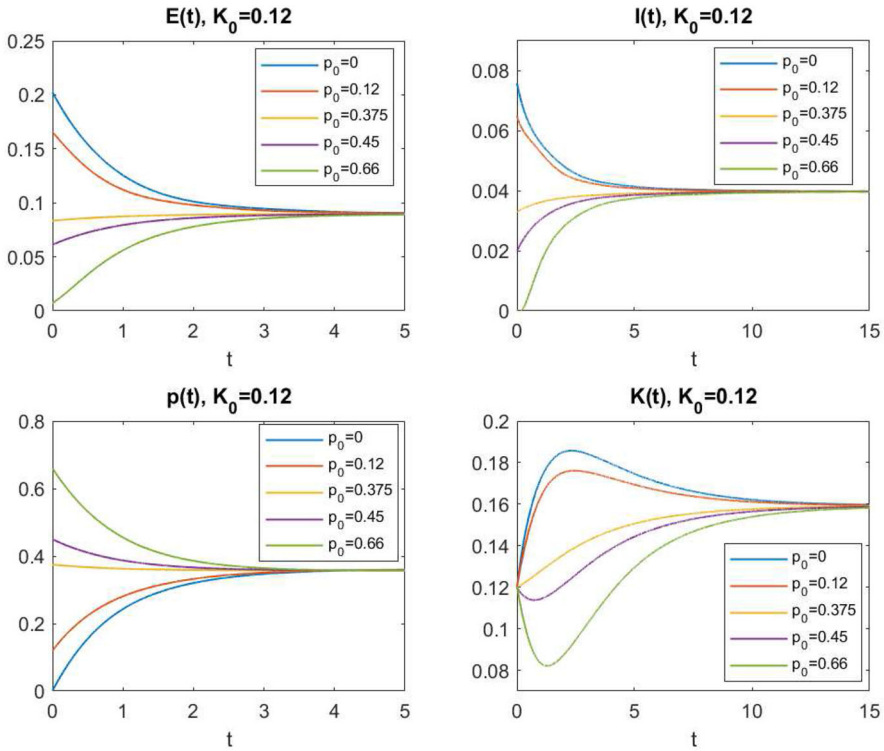 E(t), K0=0.12
0.25
0.2
0.15
0.1
0.05
0
0 1 2 3 4 5
t
p0=0
p0=0.12
p0=0.375
p0=0.45
p0=0.66
I(t), K0=0.12
0.08
0.06
0.04
0.02
0
0 5 10 15
t
p0=0
p0=0.12
p0=0.375
p0=0.45
p0=0.66
p(t), K0=0.12
0.8
0.6
0.4
0.2
0
0 1 2 3 4 5
t
p0=0
p0=0.12
p0=0.375
p0=0.45
p0=0.66
K(t), K0=0.12
0.2
0.18
0.16
0.14
0.12
0.1
0.08
0 5 10 15
t
p0=0
p0=0.12
p0=0.375
p0=0.45
p0=0.66